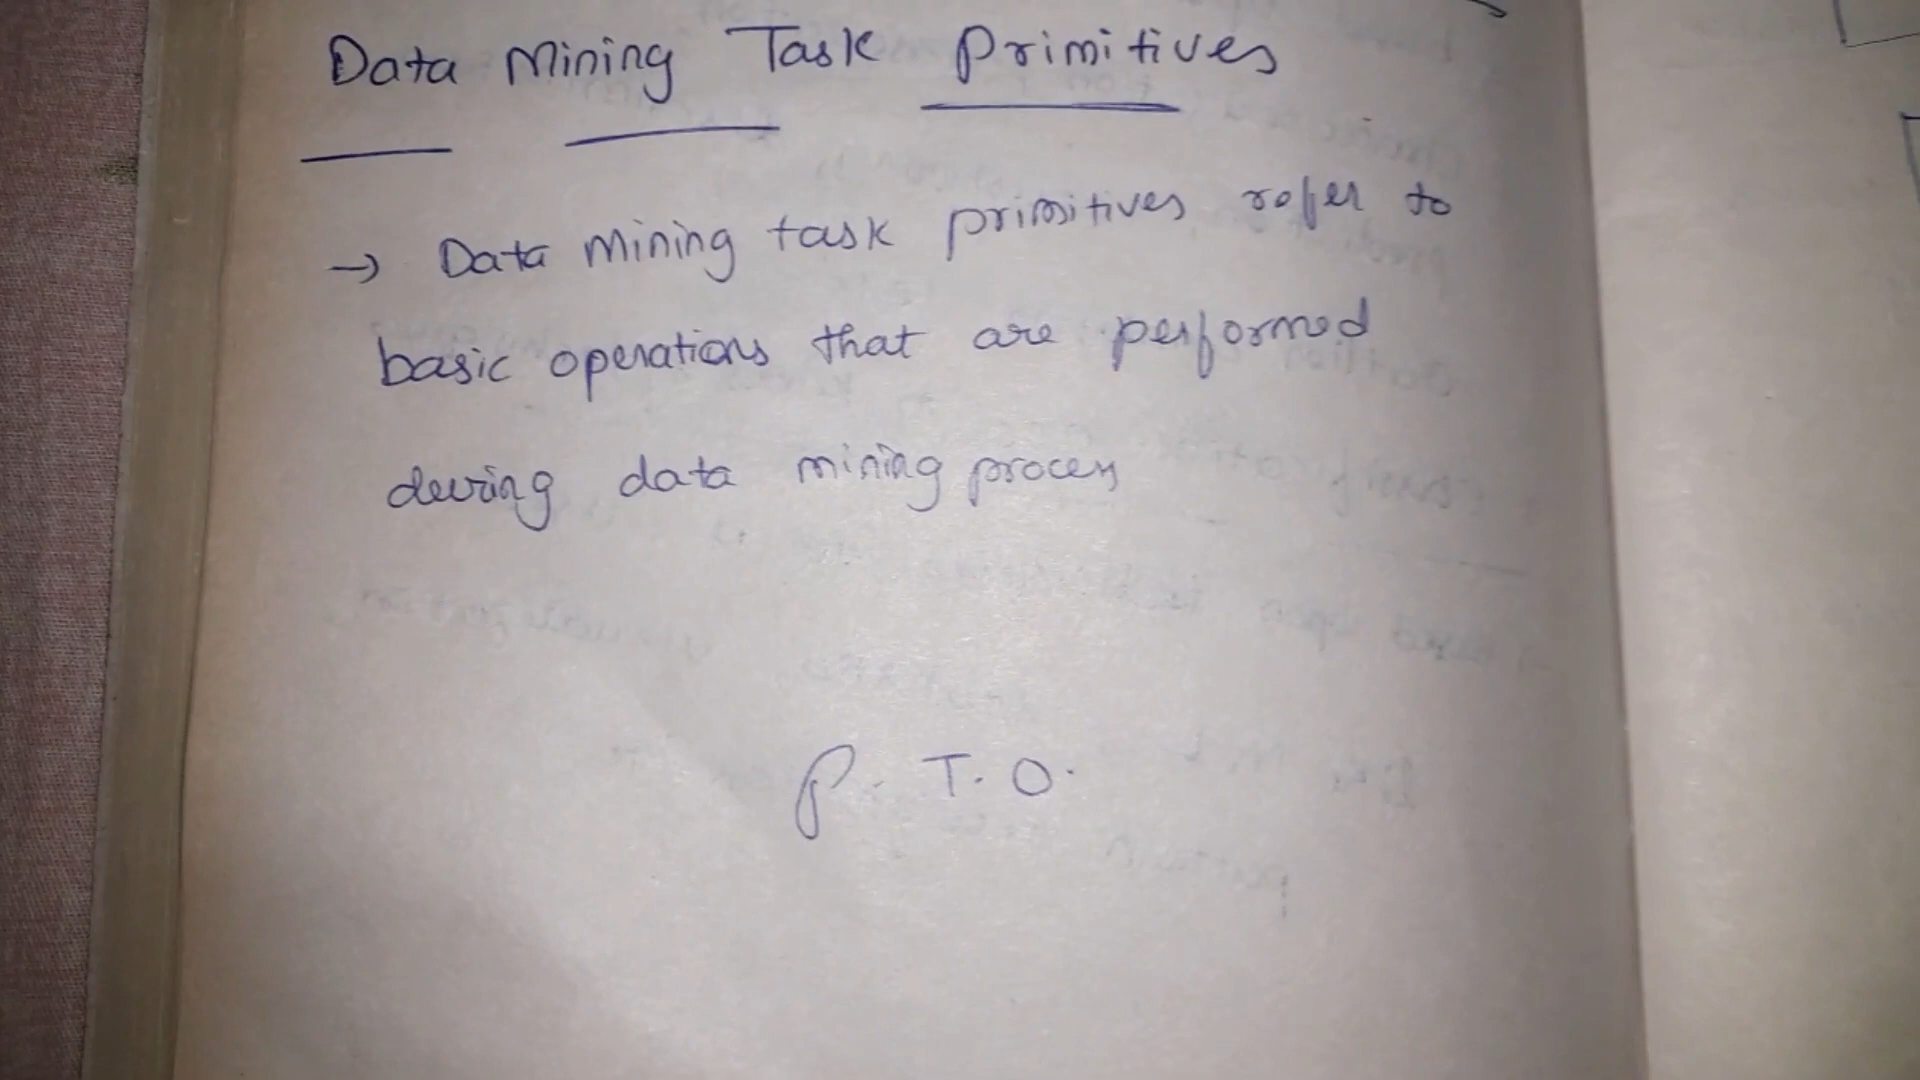 Data Mining Task Primitives
→ Data Mining task primitives refer to
basic operations that are performed
during data mining process
P. T. O.